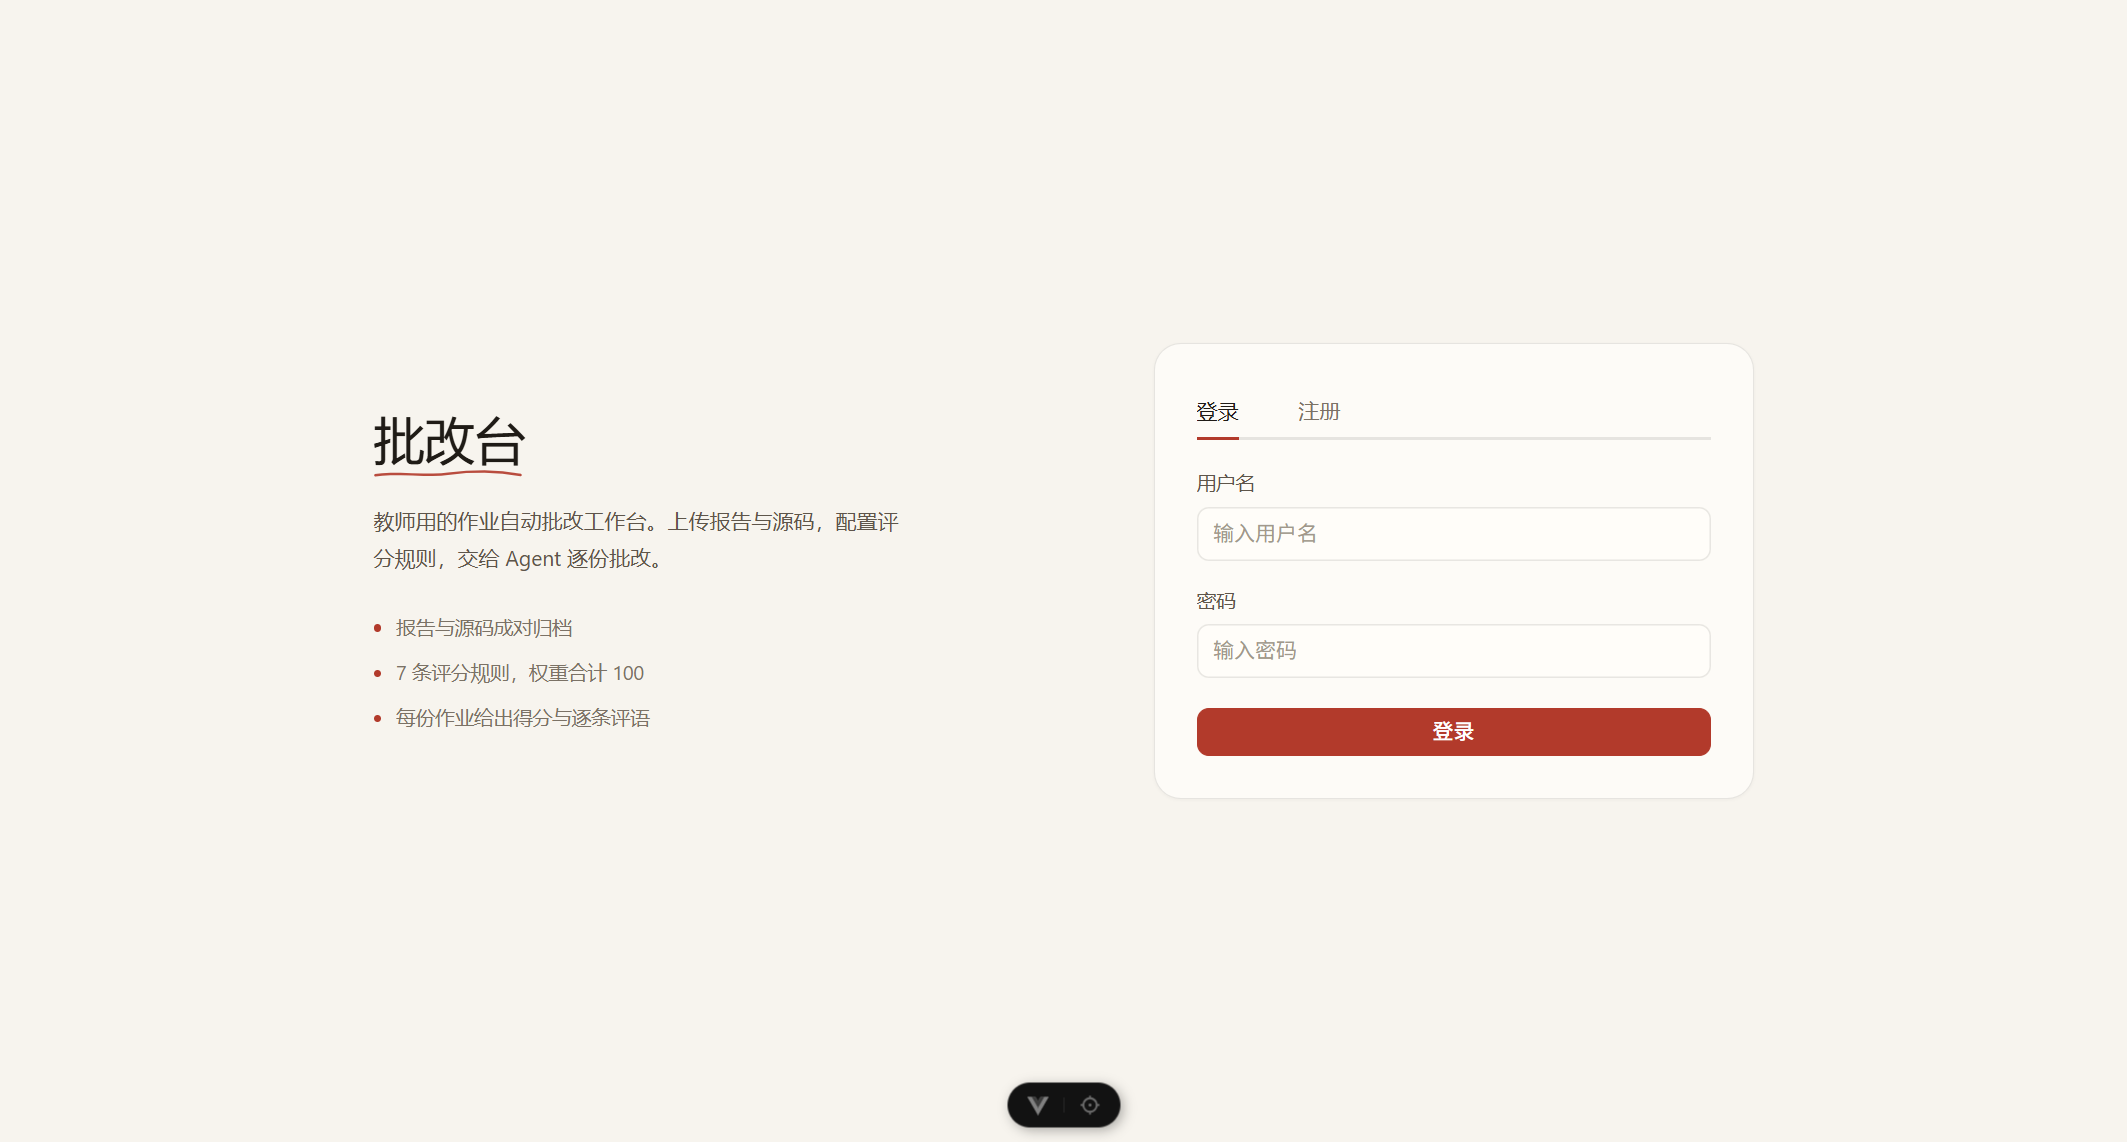 批改台
教师用的作业自动批改工作台。上传报告与源码，配置评
分规则，交给 Agent 逐份批改。
报告与源码成对归档
7 条评分规则，权重合计 100
每份作业给出得分与逐条评语
登录
注册
用户名
输入用户名
密码
输入密码
登录